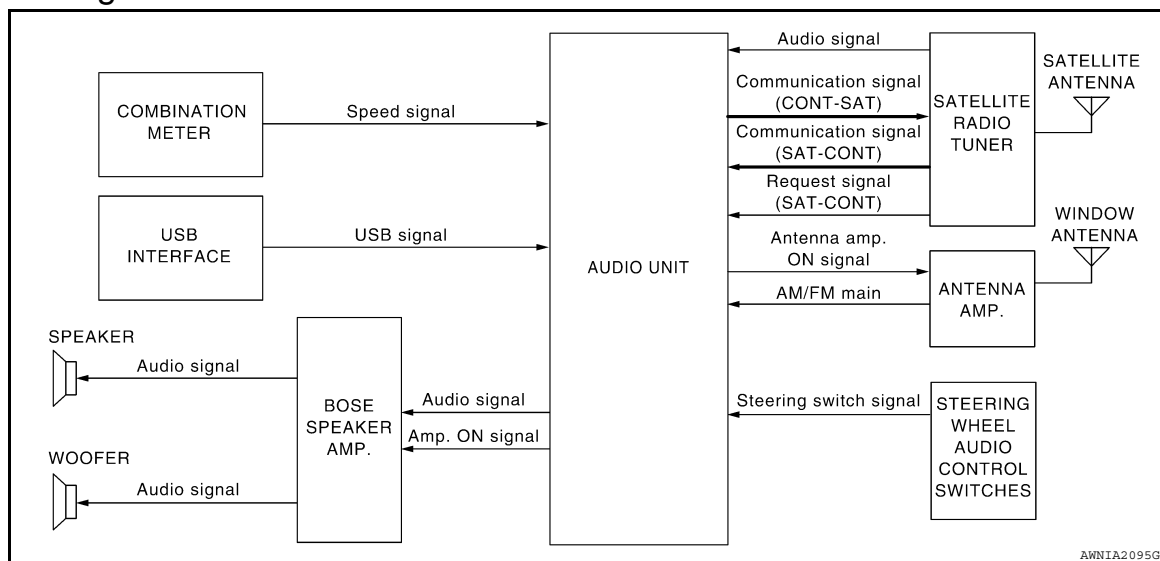 COMBINATION
METER
Speed signal
USB
INTERFACE
USB signal
SPEAKER
Audio signal
WOOFER
Audio signal
BOSE
SPEAKER
AMP.
Audio signal
Amp. ON signal
AUDIO UNIT
Audio signal
Communication signal
(CONT-SAT)
Communication signal
(SAT-CONT)
Request signal
(SAT-CONT)
SATELLITE
RADIO
TUNER
SATELLITE
ANTENNA
Antenna amp.
ON signal
AM/FM main
ANTENNA
AMP.
WINDOW
ANTENNA
Steering switch signal
STEERING
WHEEL
AUDIO
CONTROL
SWITCHES
AWNIA2095G